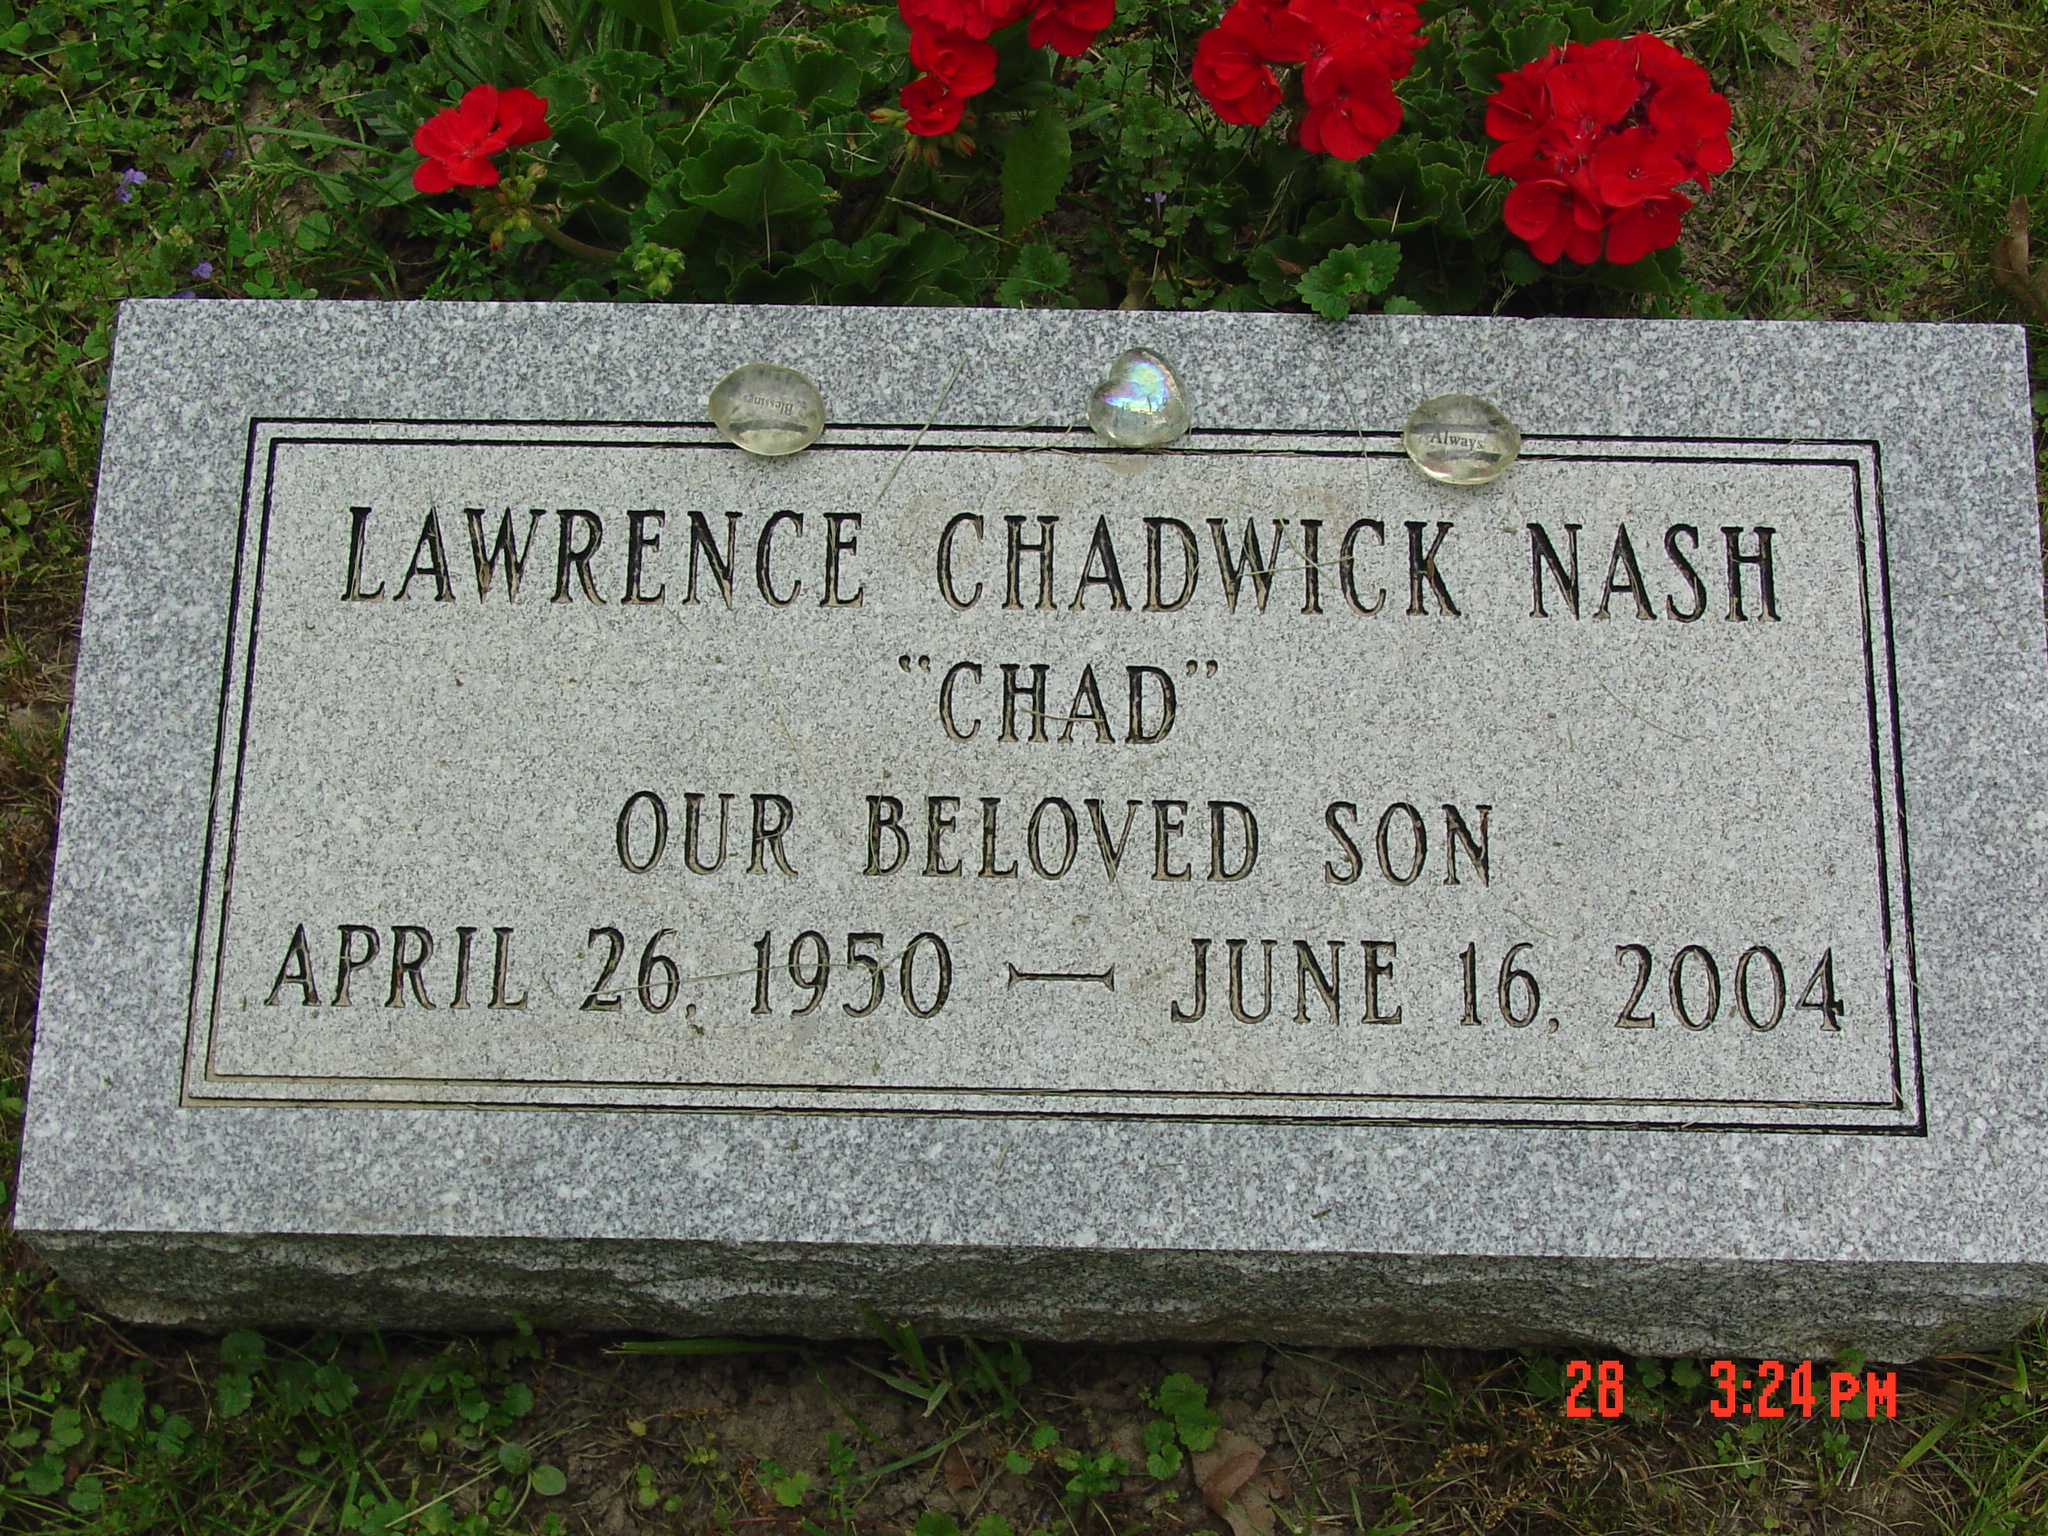 Blessings
Always
LAWRENCE CHADWICK NASH
“CHAD”
OUR BELOVED SON
APRIL 26, 1950 — JUNE 16, 2004
28 3:24 PM